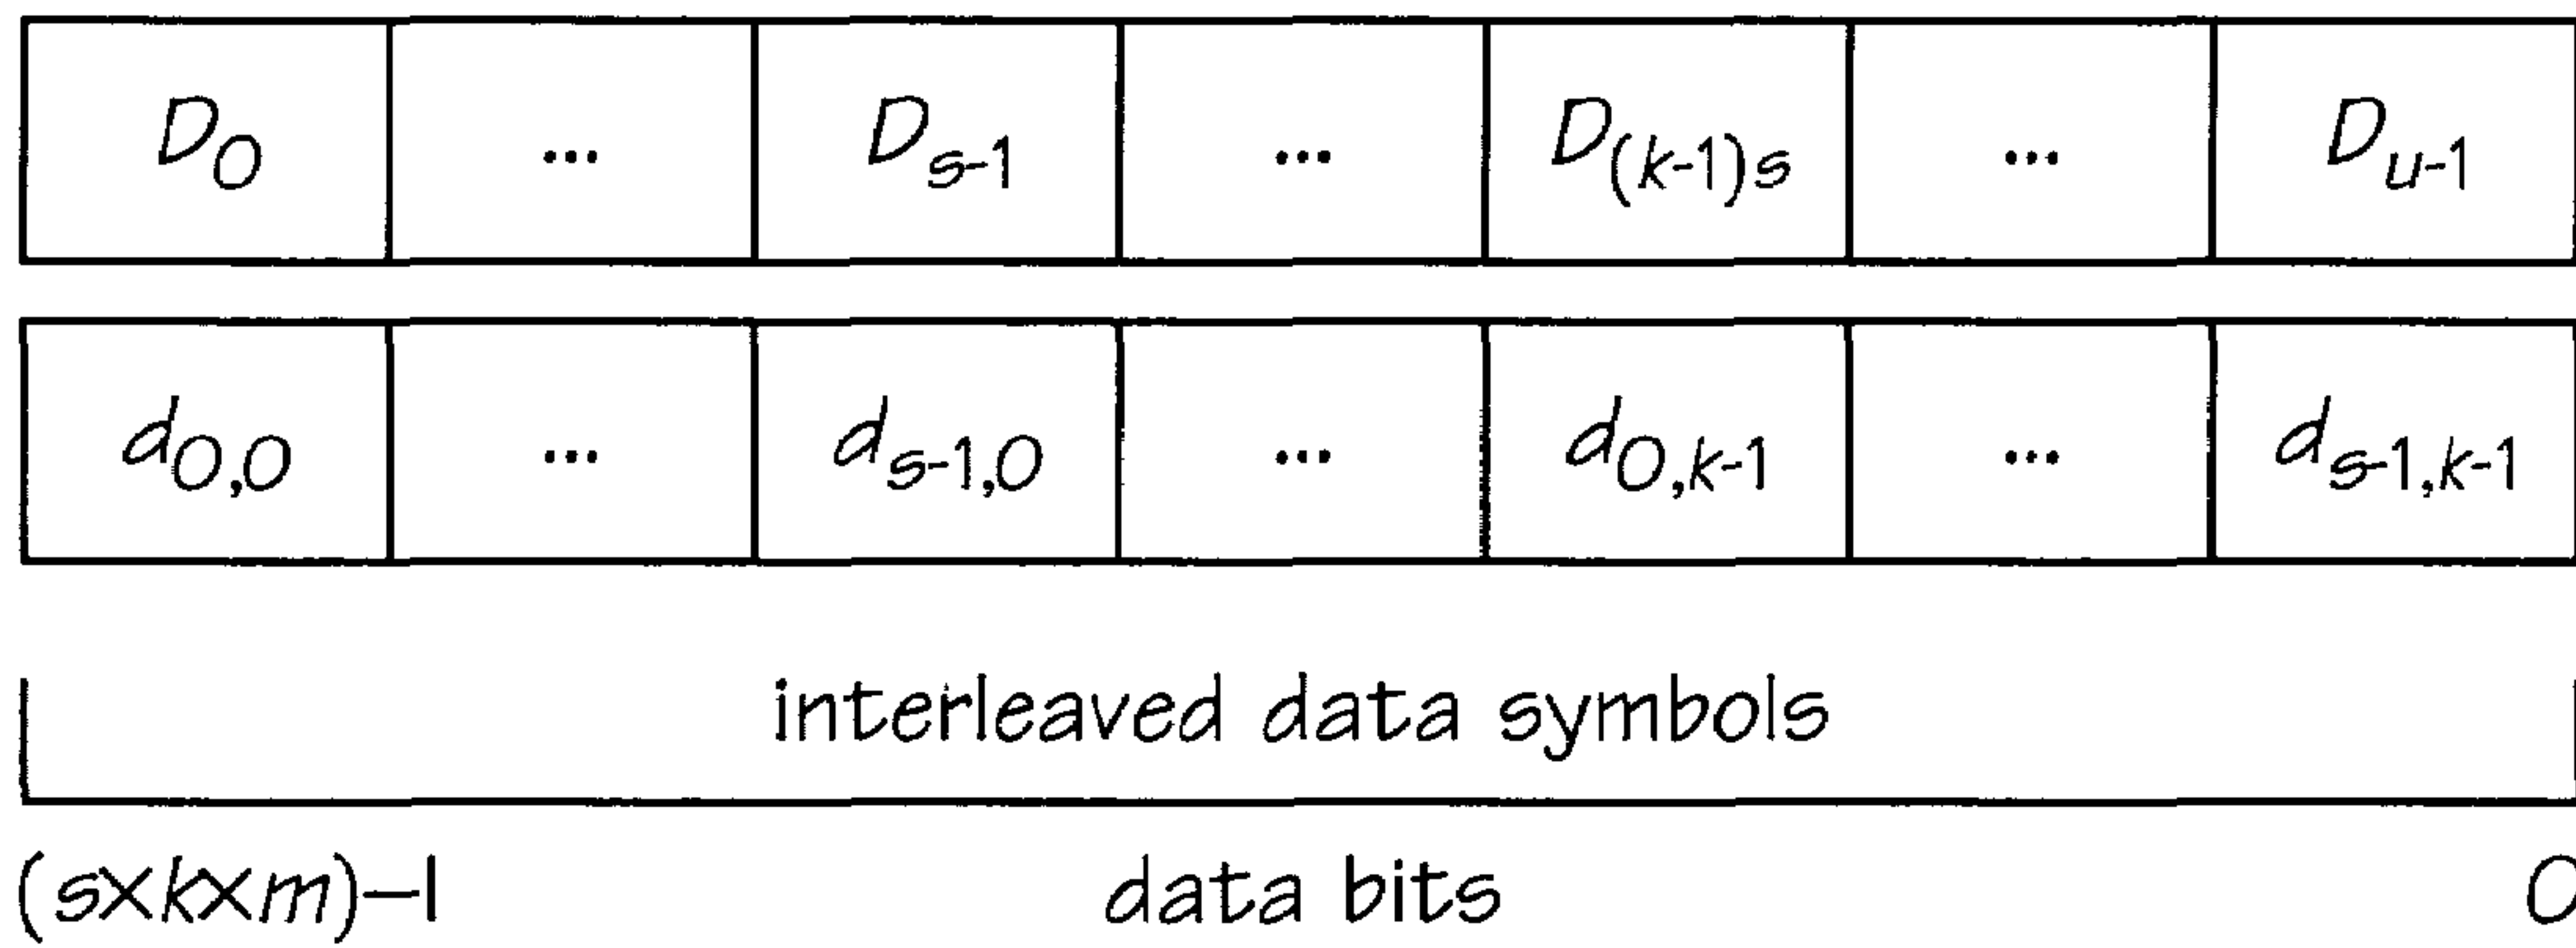 D0 ... Ds-1 ... D(k-1)s ... Du-1
d0,0 ... ds-1,0 ... d0,k-1 ... ds-1,k-1
interleaved data symbols
(s×k×m)–1 data bits 0